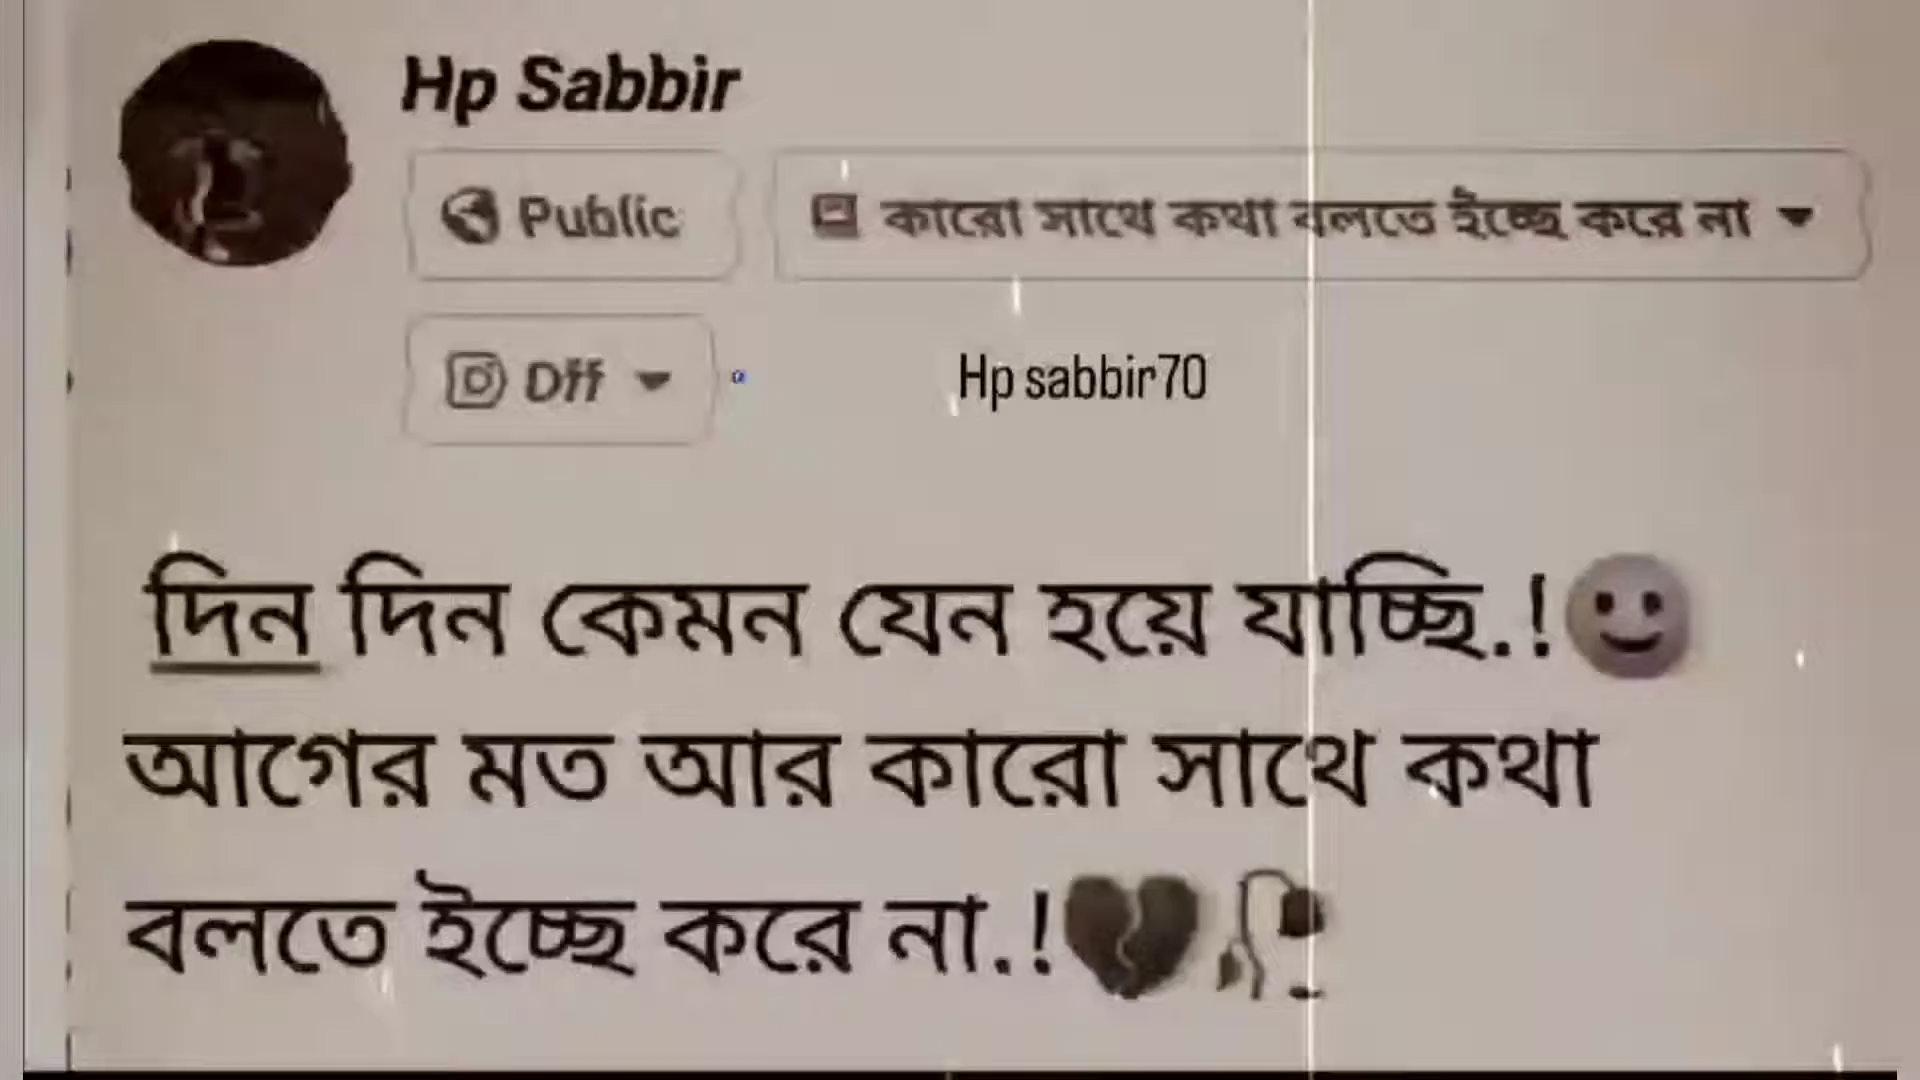 Hp Sabbir
Public
কারো সাথে কথা বলতে ইচ্ছে করে না
Off
Hp sabbir70
দিন দিন কেমন যেন হয়ে যাচ্ছি.!
আগের মত আর কারো সাথে কথা
বলতে ইচ্ছে করে না.!